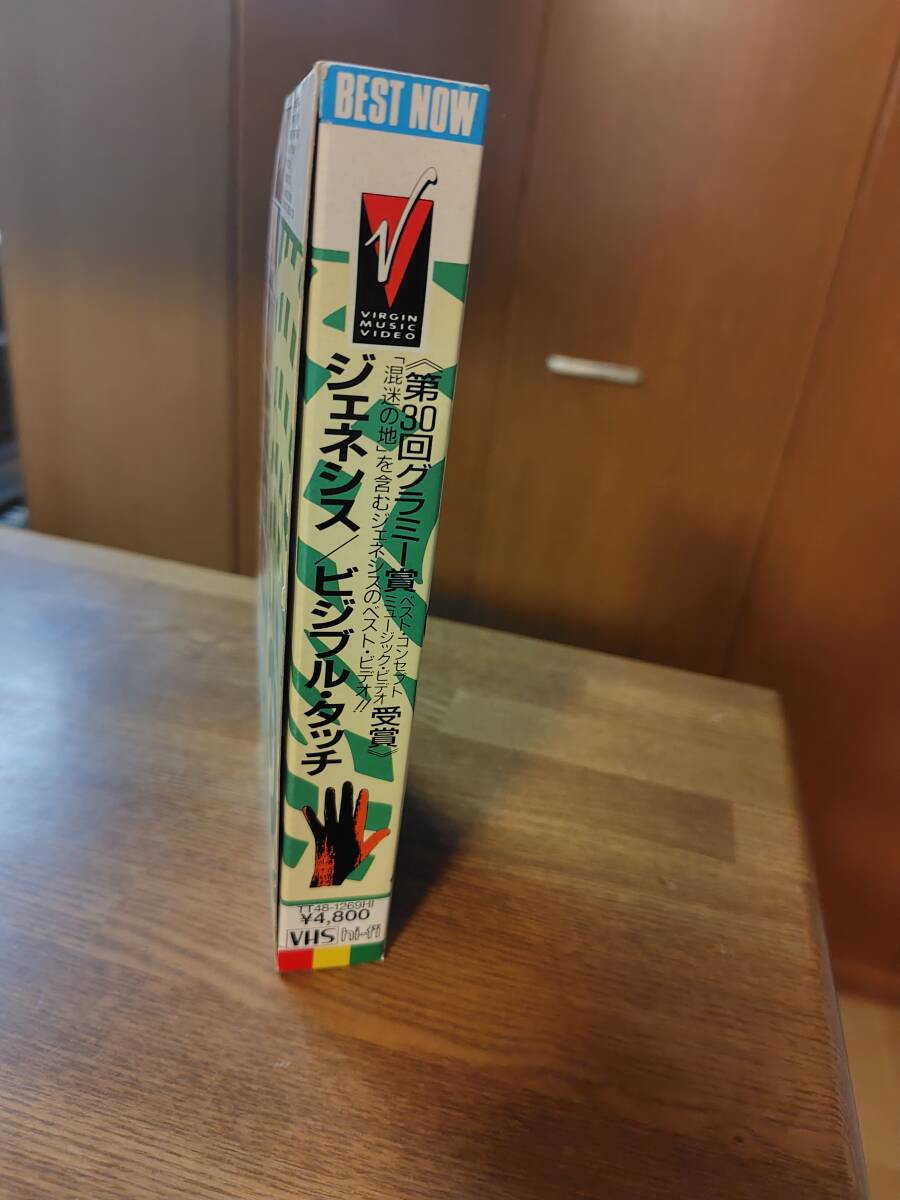 BEST NOW
VIRGIN
MUSIC
VIDEO
《第30回グラミー賞ベスト・コンセプト
ミュージック・ビデオ受賞》
「混迷の地」を含むジェネシスのベスト・ビデオ!!
ジェネシス／ビジブル・タッチ
TT48-1269HI
¥4,800
VHS hi-fi